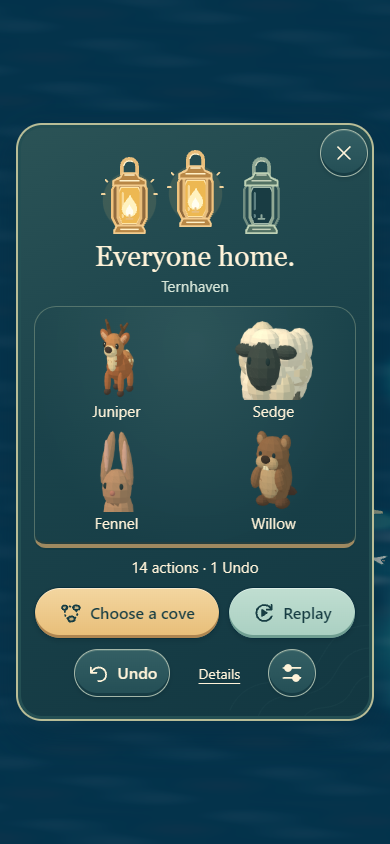 Everyone home.
Ternhaven
Juniper
Sedge
Fennel
Willow
14 actions · 1 Undo
Choose a cove
Replay
Undo
Details